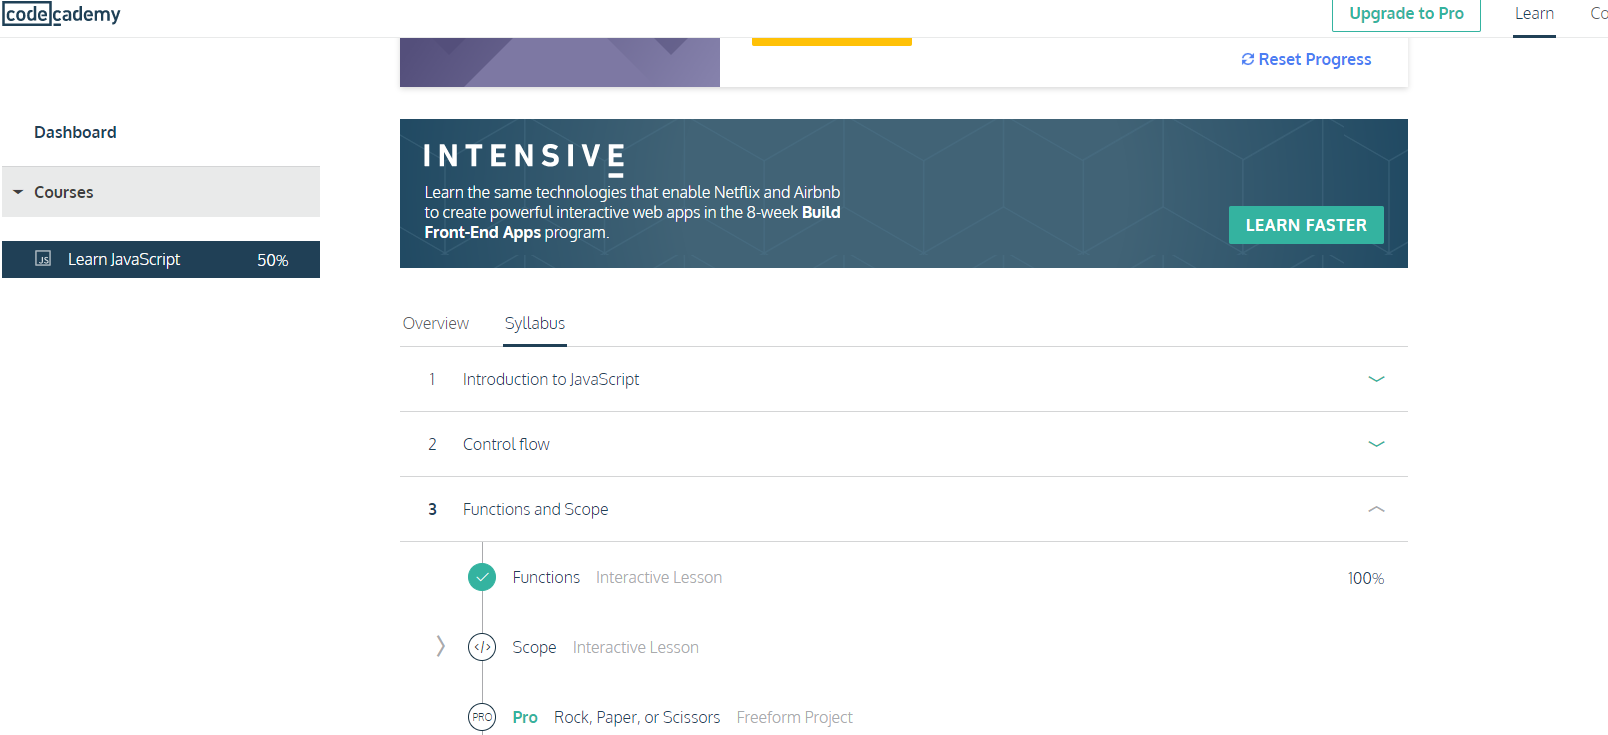 codecademy
Upgrade to Pro
Learn
Co
Reset Progress
Dashboard
Courses
JS Learn JavaScript 50%
INTENSIVE
Learn the same technologies that enable Netflix and Airbnb
to create powerful interactive web apps in the 8-week Build
Front-End Apps program.
LEARN FASTER
Overview
Syllabus
1 Introduction to JavaScript
2 Control flow
3 Functions and Scope
Functions Interactive Lesson 100%
</> Scope Interactive Lesson
PRO Pro Rock, Paper, or Scissors Freeform Project